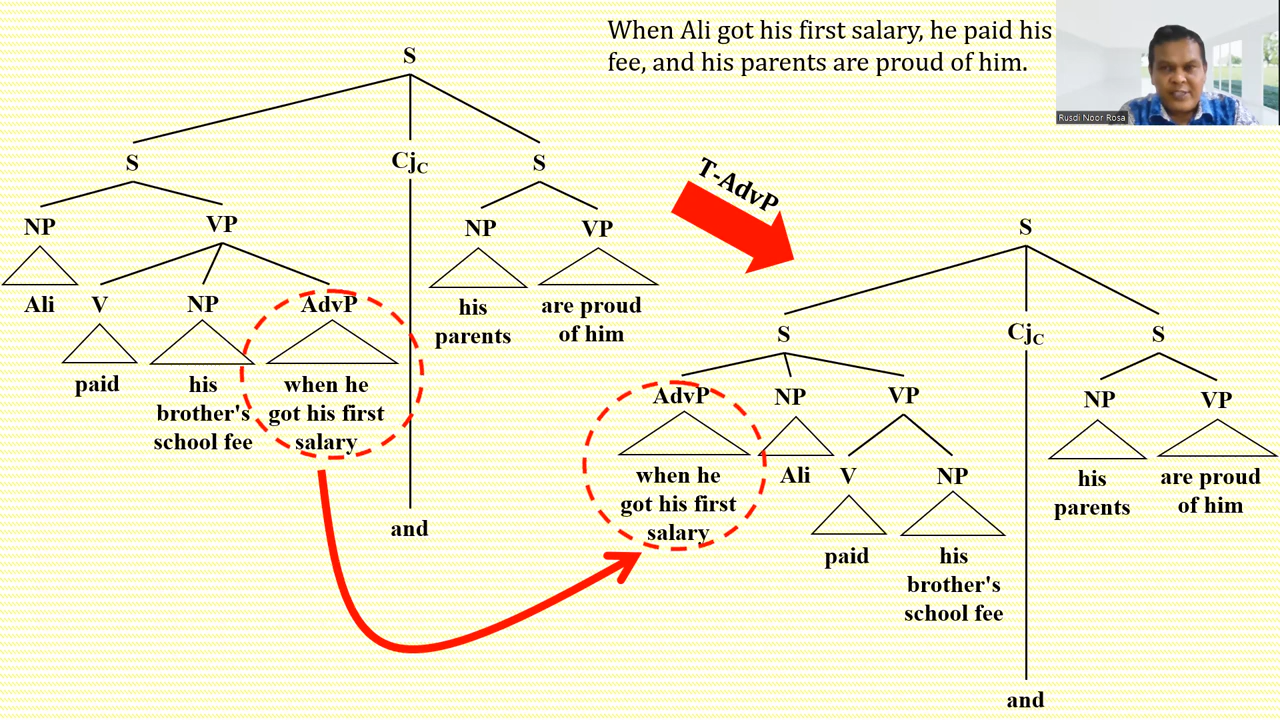 When Ali got his first salary, he paid his
fee, and his parents are proud of him.
Rusdi Noor Rosa
S
S
Cjc
S
NP
VP
NP
VP
Ali
V
NP
AdvP
his
parents
are proud
of him
paid
his
brother's
school fee
when he
got his first
salary
and
T-AdvP
S
S
Cjc
S
AdvP
NP
VP
NP
VP
when he
got his first
salary
Ali
V
NP
his
parents
are proud
of him
paid
his
brother's
school fee
and